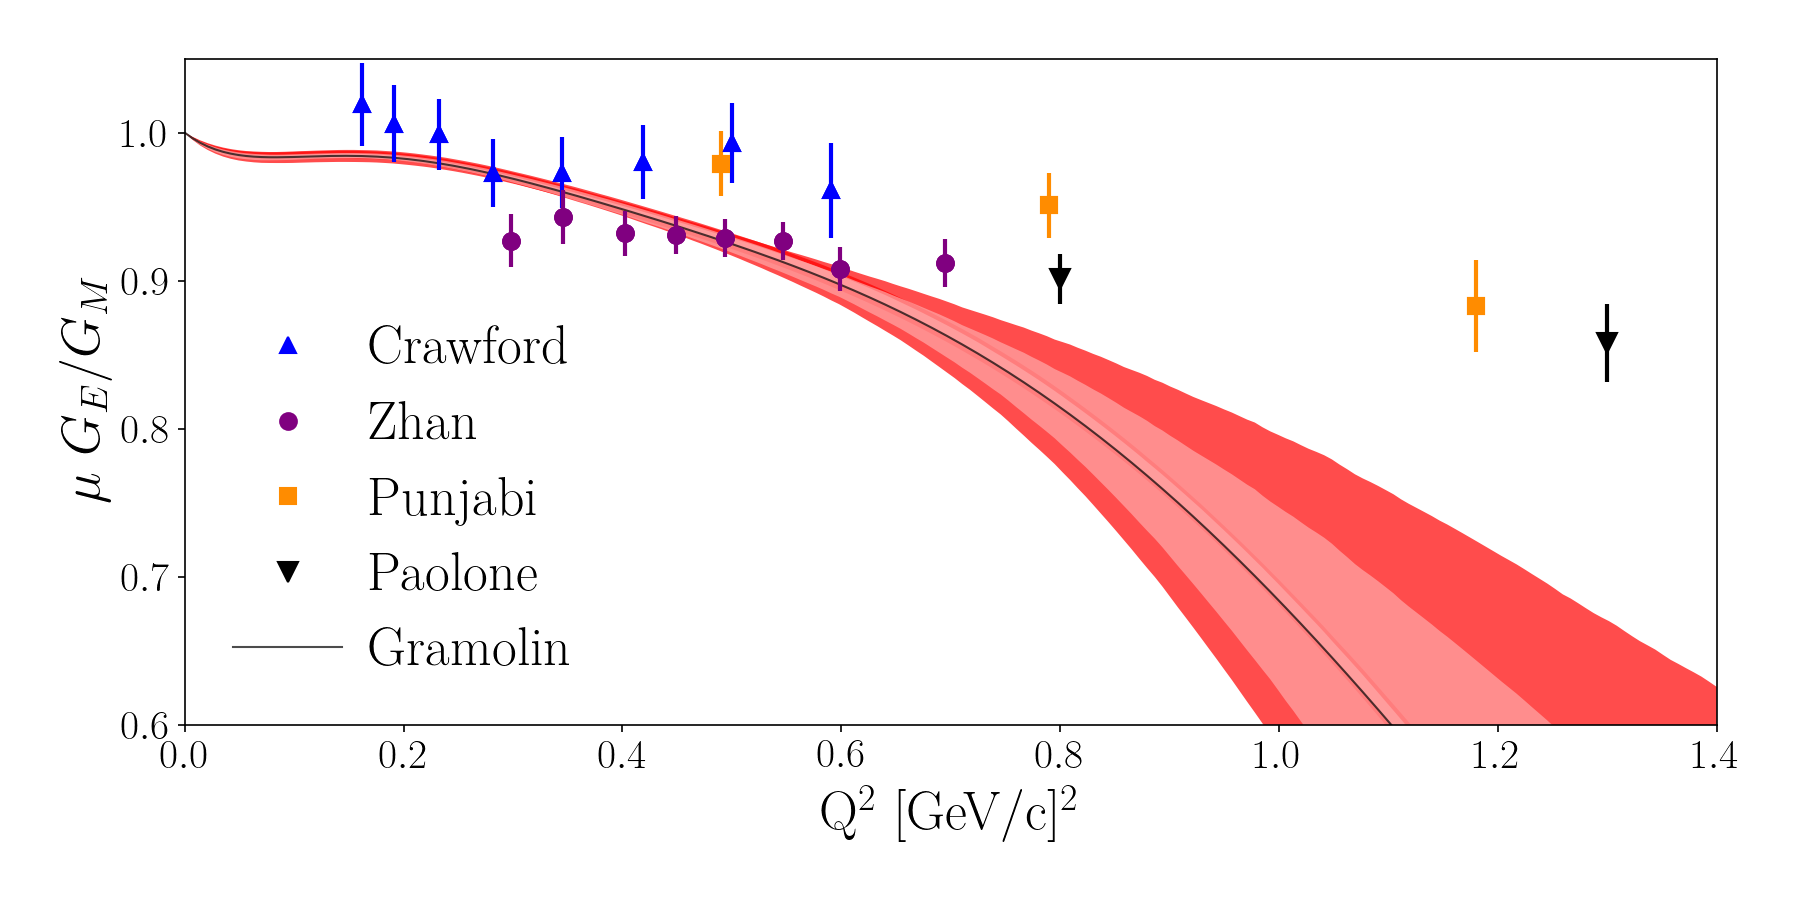 μ G_E/G_M
1.0
0.9
0.8
0.7
0.6
Crawford
Zhan
Punjabi
Paolone
Gramolin
0.0 0.2 0.4 0.6 0.8 1.0 1.2 1.4
Q² [GeV/c]²